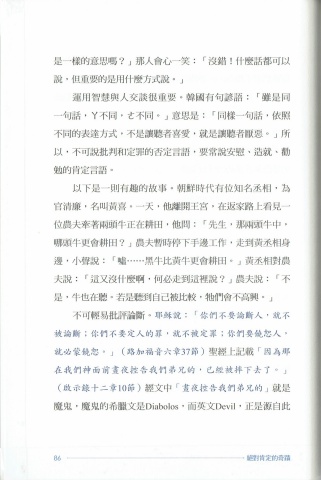 是一樣的意思嗎？」那人會心一笑：「沒錯！什麼話都可以
說，但重要的是用什麼方式說。」
運用智慧與人交談很重要。韓國有句諺語：「雖是同
一句話，ㄚ不同，ㄜ不同。」意思是：「同樣一句話，依照
不同的表達方式，不是讓聽者喜愛，就是讓聽者厭惡。」所
以，不可說批判和定罪的否定言語，要常說安慰、造就、勸
勉的肯定言語。
以下是一則有趣的故事。朝鮮時代有位知名丞相，為
官清廉，名叫黃喜。一天，他離開王宮，在返家路上看見一
位農夫牽著兩頭牛正在耕田，他問：「先生，那兩頭牛中，
哪頭牛更會耕田？」農夫暫時停下手邊工作，走到黃丞相身
邊，小聲說：「噓……黑牛比黃牛更會耕田。」黃丞相對農
夫說：「這又沒什麼啊，何必走到這裡說？」農夫說：「不
是，牛也在聽。若是聽到自己被比較，牠們會不高興。」
不可輕易批評論斷。耶穌說：「你們不要論斷人，就不
被論斷；你們不要定人的罪，就不被定罪；你們要饒恕人，
就必蒙饒恕。」（路加福音六章37節）聖經上記載「因為那
在我們神面前晝夜控告我們弟兄的，已經被摔下去了。」
（啟示錄十二章10節）經文中「晝夜控告我們弟兄的」就是
魔鬼，魔鬼的希臘文是Diabolos，而英文Devil，正是源自此
86
絕對肯定的奇蹟